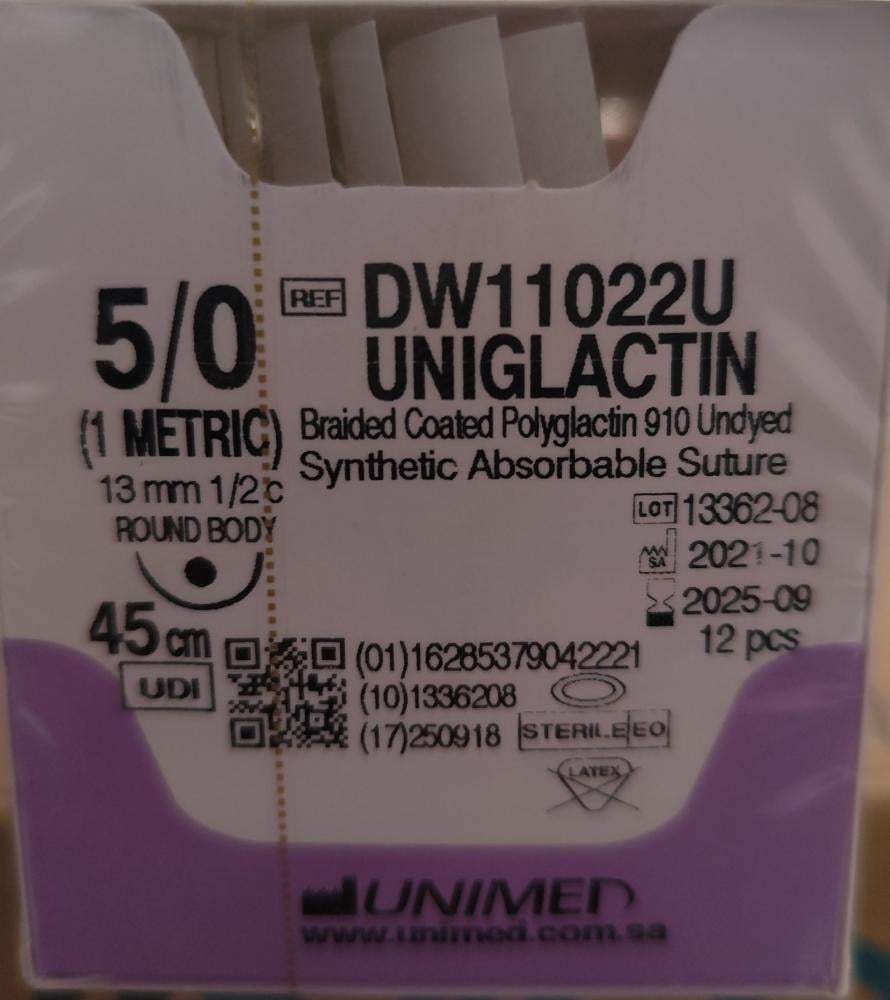 5/0
(1 METRIC)
13 mm 1/2 c
ROUND BODY
45 cm
REF DW11022U
UNIGLACTIN
Braided Coated Polyglactin 910 Undyed
Synthetic Absorbable Suture
LOT 13362-08
SA 2021-10
2025-09
12 pcs
UDI
(01)16285379042221
(10)1336208
(17)250918
STERILE EO
LATEX
UNIMED
www.unimed.com.sa